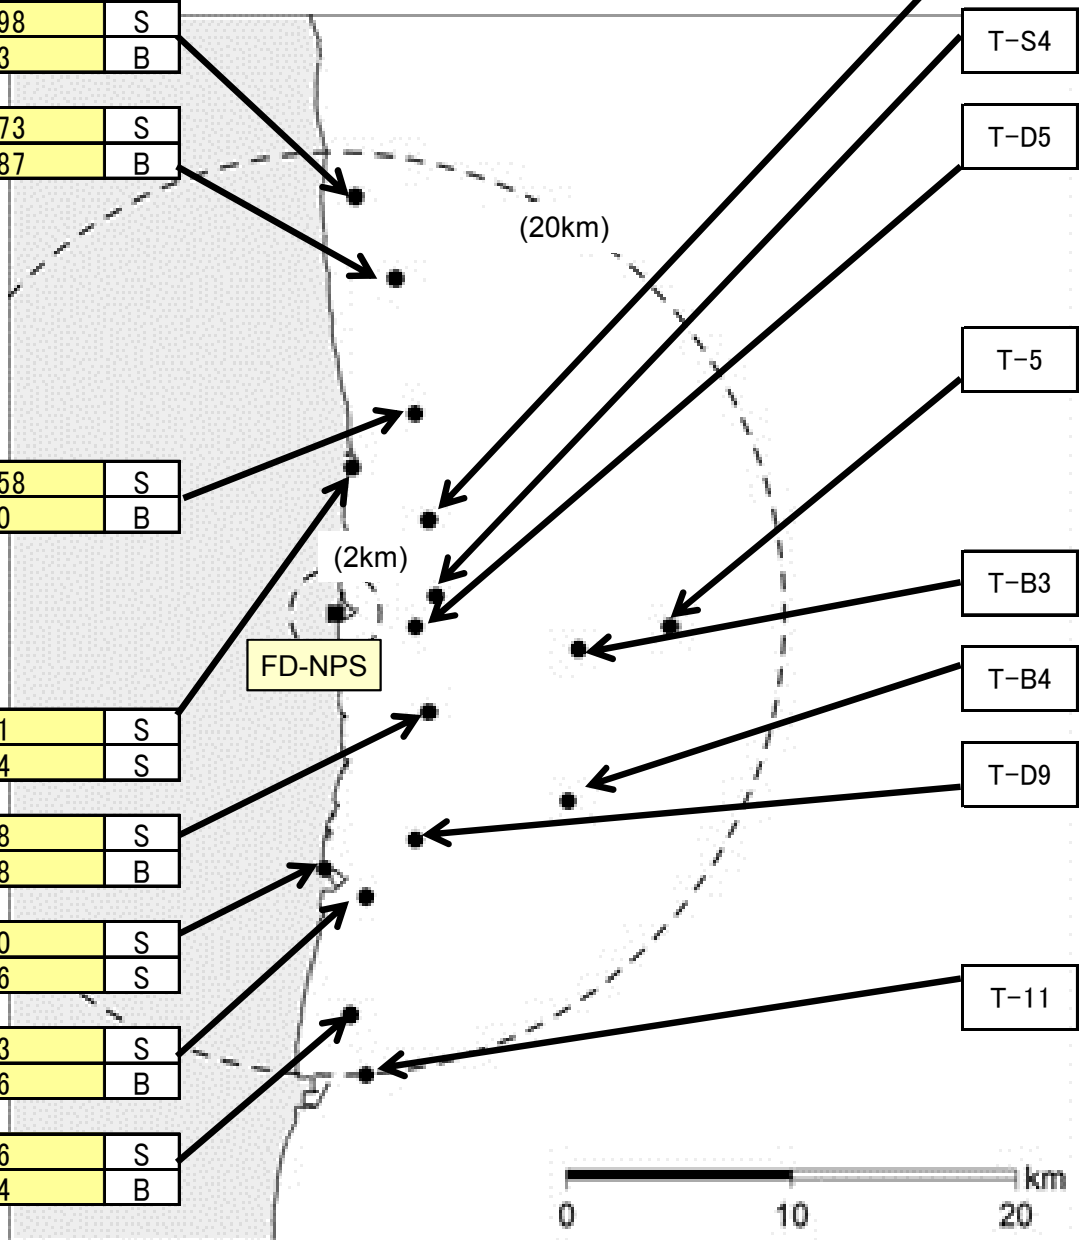 98 S
3 B
T-S4
73 S
87 B
T-D5
(20km)
T-5
58 S
0 B
(2km)
T-B3
FD-NPS
T-B4
1 S
4 S
T-D9
8 S
8 B
0 S
6 S
T-11
3 S
6 B
6 S
4 B
km
0 10 20